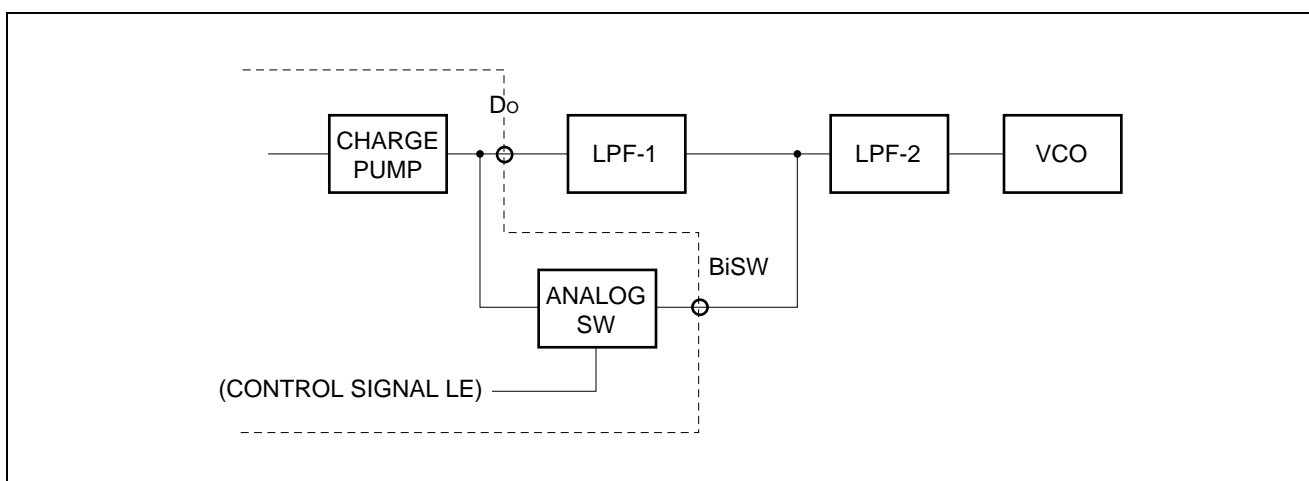 Do
CHARGE
PUMP
LPF-1
LPF-2
VCO
BiSW
ANALOG
SW
(CONTROL SIGNAL LE)